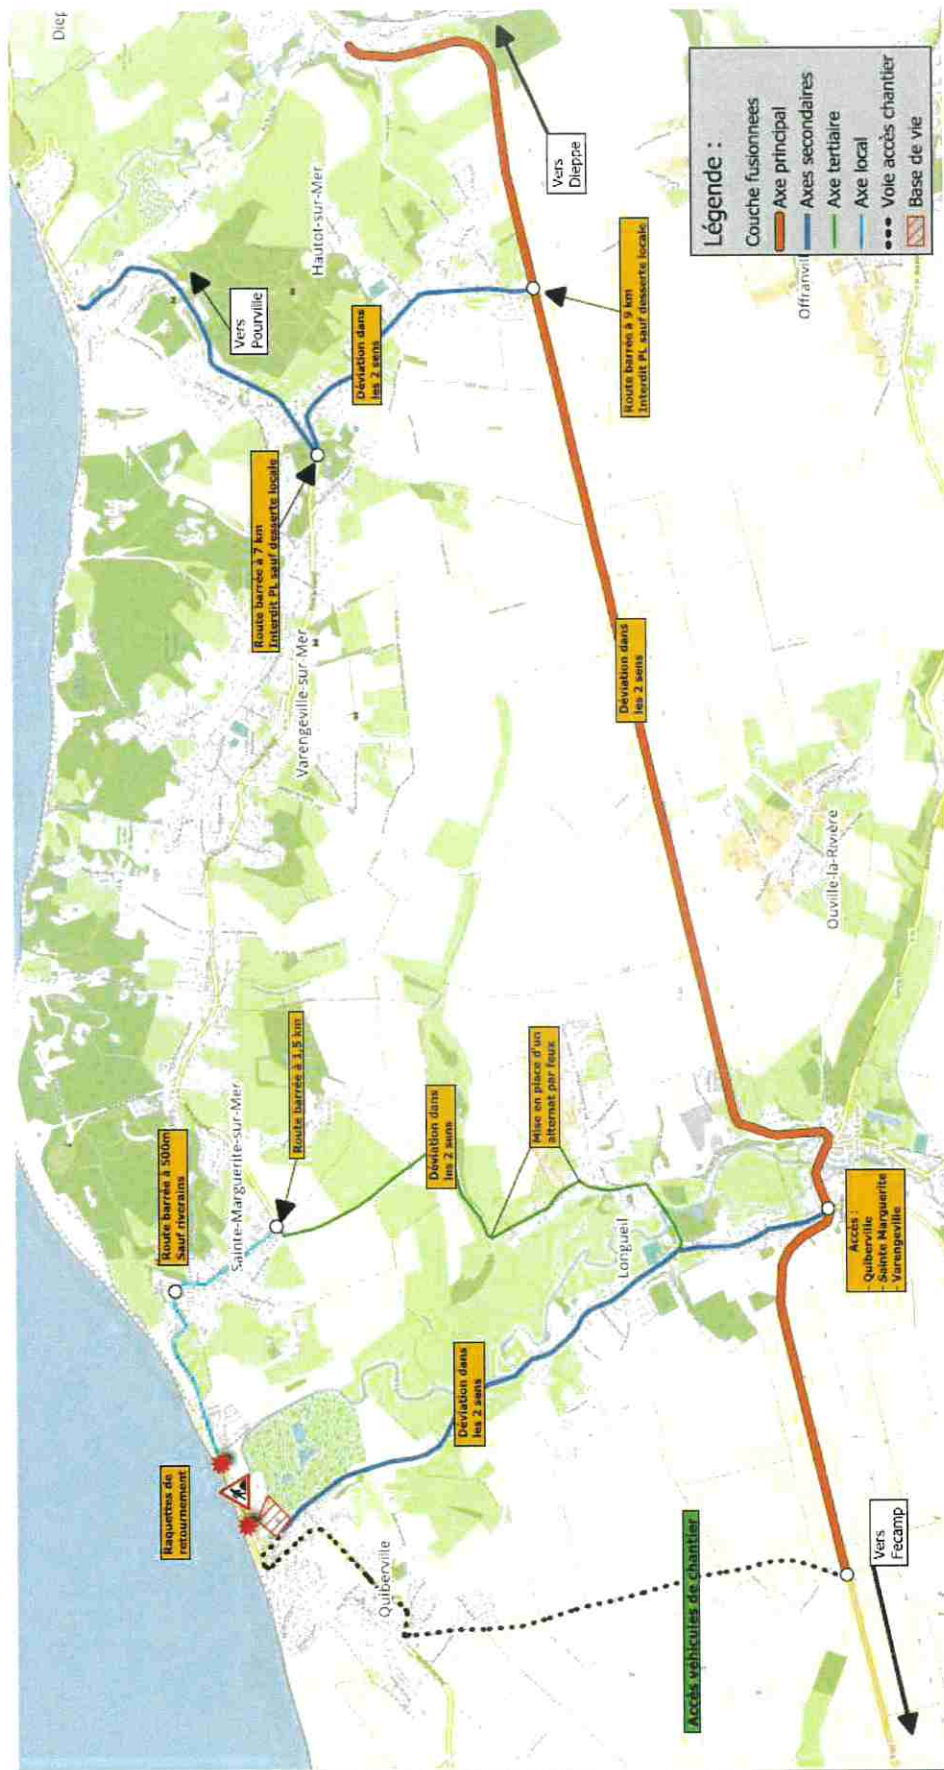 Raquettes de
retournement
Route barrée à 500m
Sauf riverains
Sainte-Marguerite-sur-Mer
Route barrée à 1,5 km
Quiberville
Déviation dans
les 2 sens
Déviation dans
les 2 sens
Mise en place d'un
alternat par feux
Longueil
Accès véhicules de chantier
Vers
Fecamp
Accès :
- Quiberville
- Sainte Marguerite
- Varengeville
Varengeville-sur-Mer
Route barrée à 7 km
Interdit PL sauf desserte locale
Vers
Pourville
Hautot-sur-Mer
Déviation dans
les 2 sens
Déviation dans
les 2 sens
Route barrée à 9 km
Interdit PL sauf desserte locale
Vers
Dieppe
Ouville-la-Rivière
Offranvill
Diep
Légende :
Couche fusionnees
Axe principal
Axes secondaires
Axe tertiaire
Axe local
Voie accès chantier
Base de vie